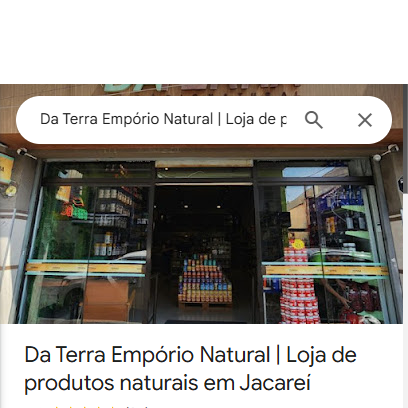 Da Terra Empório Natural | Loja de p
Da Terra Empório Natural | Loja de
produtos naturais em Jacareí